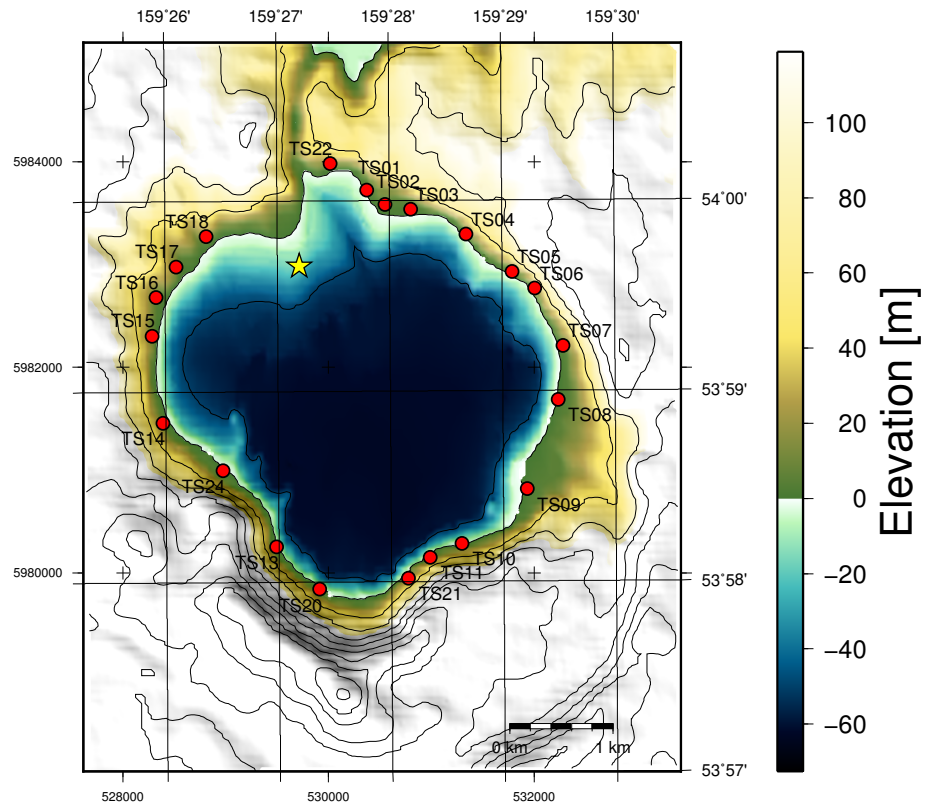 159˚26' 159˚27' 159˚28' 159˚29' 159˚30'
5984000
5982000
5980000
54˚00'
53˚59'
53˚58'
53˚57'
528000 530000 532000
TS22
TS01
TS02
TS03
TS04
TS05
TS06
TS07
TS08
TS09
TS10
TS11
TS21
TS20
TS13
TS24
TS14
TS15
TS16
TS17
TS18
0 km 1 km
100
80
60
40
20
0
−20
−40
−60
Elevation [m]